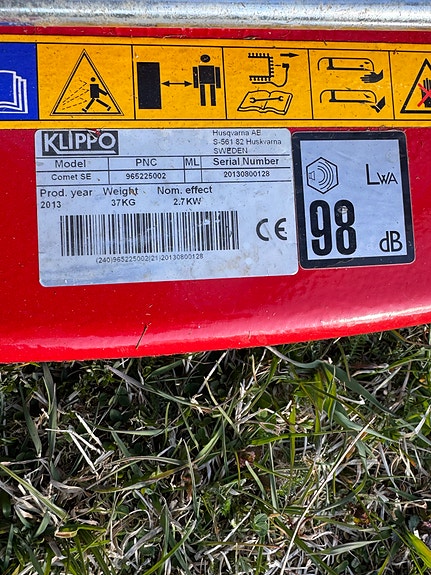 KLIPPO
Husqvarna AE
S-561 82 Huskvarna
SWEDEN
Model PNC ML Serial Number
Comet SE 965225002 20130800128
Prod. year Weight Nom. effect
2013 37KG 2.7KW
CE
(240)965225002(21)20130800128
LWA
98 dB